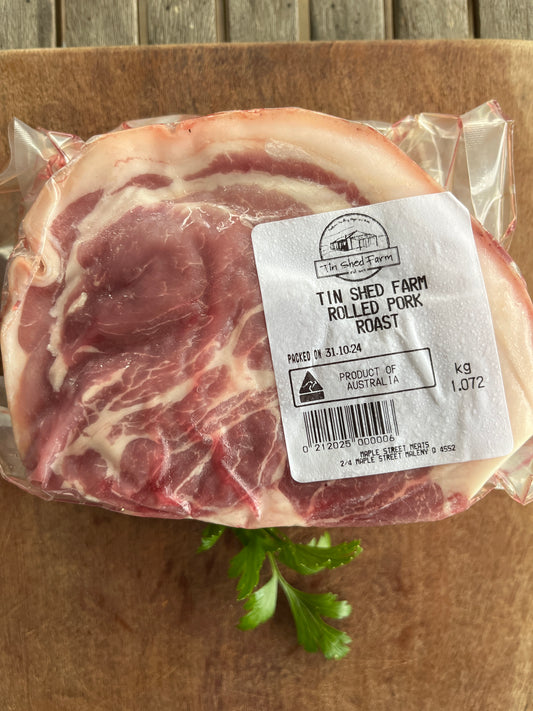 Tin Shed Farm
TIN SHED FARM
ROLLED PORK
ROAST
PACKED ON 31.10.24
PRODUCT OF
AUSTRALIA
kg
1.072
0 212025 000006
MAPLE STREET MEATS
2/4 MAPLE STREET MALENY Q 4552